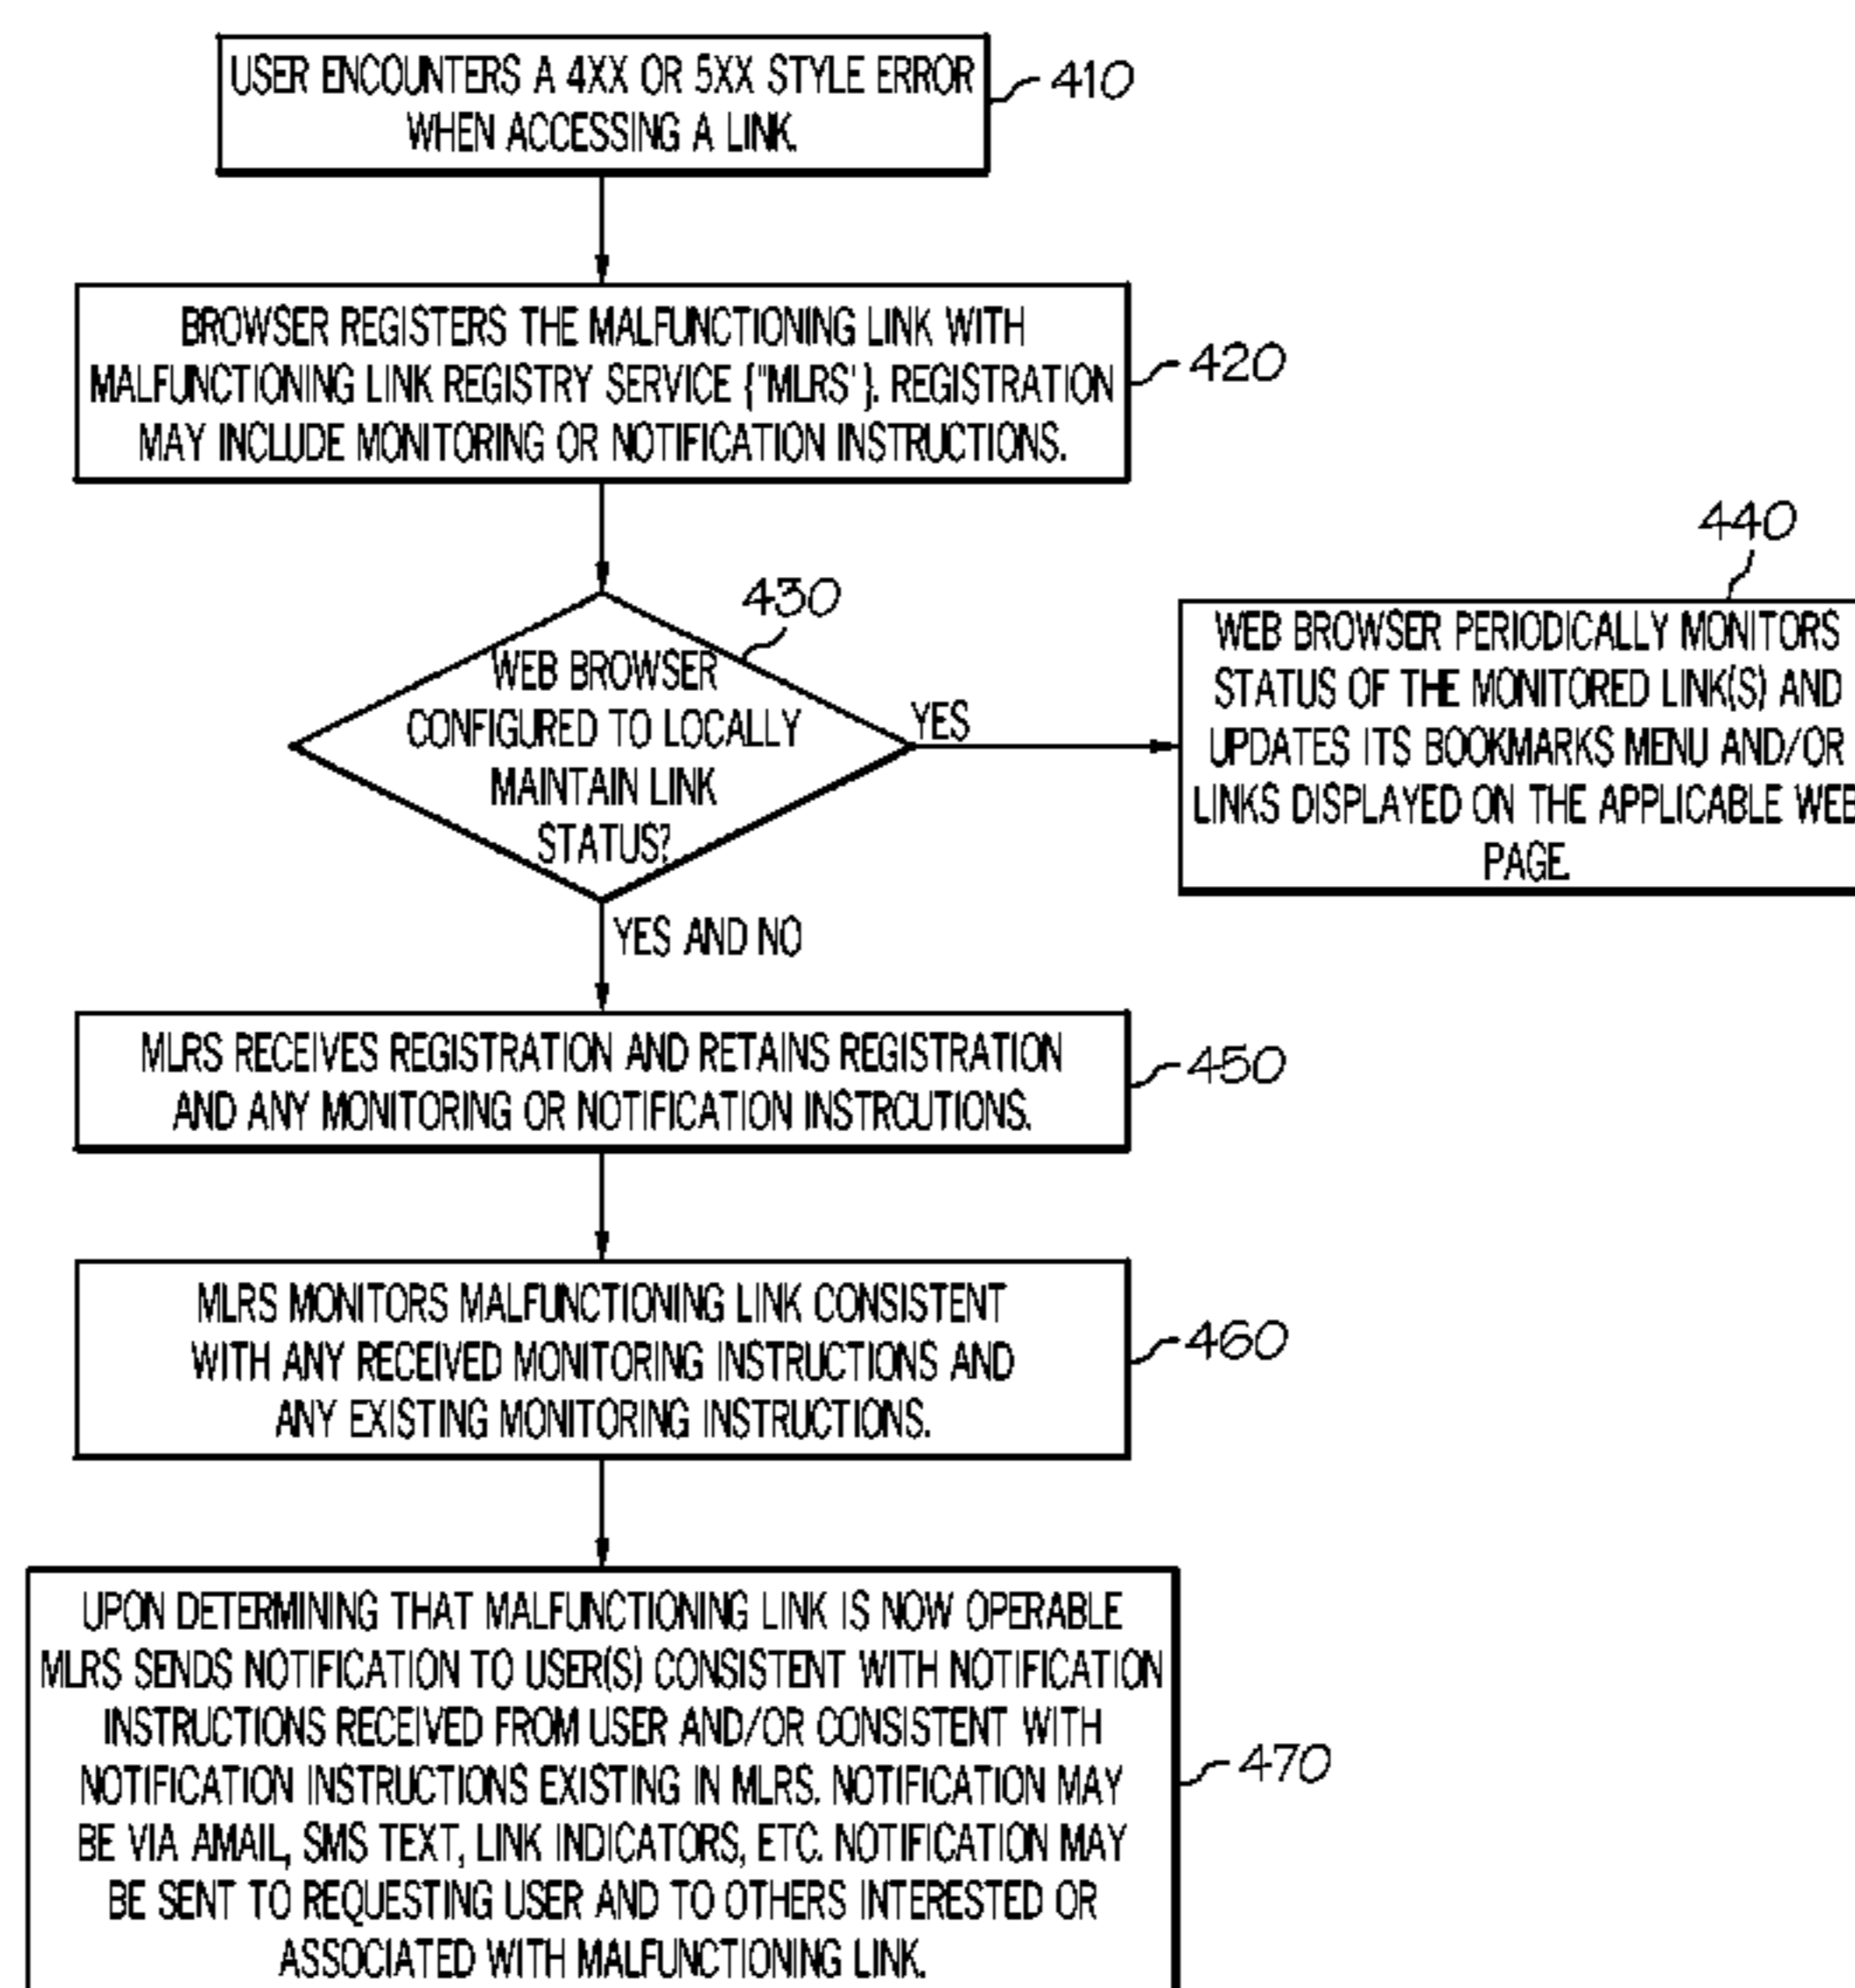 USER ENCOUNTERS A 4XX OR 5XX STYLE ERROR
WHEN ACCESSING A LINK.
410
BROWSER REGISTERS THE MALFUNCTIONING LINK WITH
MALFUNCTIONING LINK REGISTRY SERVICE {"MLRS'}. REGISTRATION
MAY INCLUDE MONITORING OR NOTIFICATION INSTRUCTIONS.
420
430
WEB BROWSER
CONFIGURED TO LOCALLY
MAINTAIN LINK
STATUS?
YES
440
WEB BROWSER PERIODICALLY MONITORS
STATUS OF THE MONITORED LINK(S) AND
UPDATES ITS BOOKMARKS MENU AND/OR
LINKS DISPLAYED ON THE APPLICABLE WEB
PAGE.
YES AND NO
MLRS RECEIVES REGISTRATION AND RETAINS REGISTRATION
AND ANY MONITORING OR NOTIFICATION INSTRCUTIONS.
450
MLRS MONITORS MALFUNCTIONING LINK CONSISTENT
WITH ANY RECEIVED MONITORING INSTRUCTIONS AND
ANY EXISTING MONITORING INSTRUCTIONS.
460
UPON DETERMINING THAT MALFUNCTIONING LINK IS NOW OPERABLE
MLRS SENDS NOTIFICATION TO USER(S) CONSISTENT WITH NOTIFICATION
INSTRUCTIONS RECEIVED FROM USER AND/OR CONSISTENT WITH
NOTIFICATION INSTRUCTIONS EXISTING IN MLRS. NOTIFICATION MAY
BE VIA AMAIL, SMS TEXT, LINK INDICATORS, ETC. NOTIFICATION MAY
BE SENT TO REQUESTING USER AND TO OTHERS INTERESTED OR
ASSOCIATED WITH MALFUNCTIONING LINK.
470